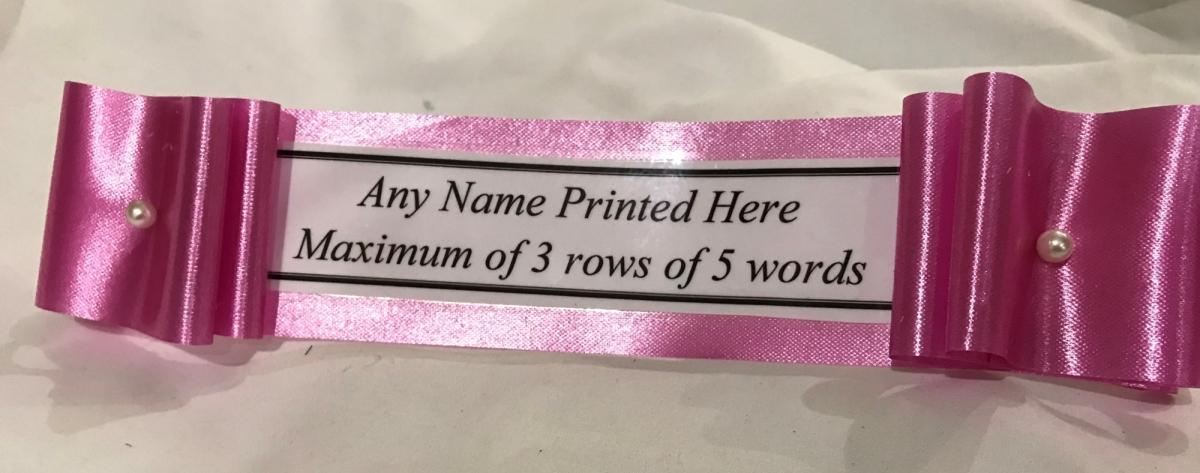 Any Name Printed Here
Maximum of 3 rows of 5 words